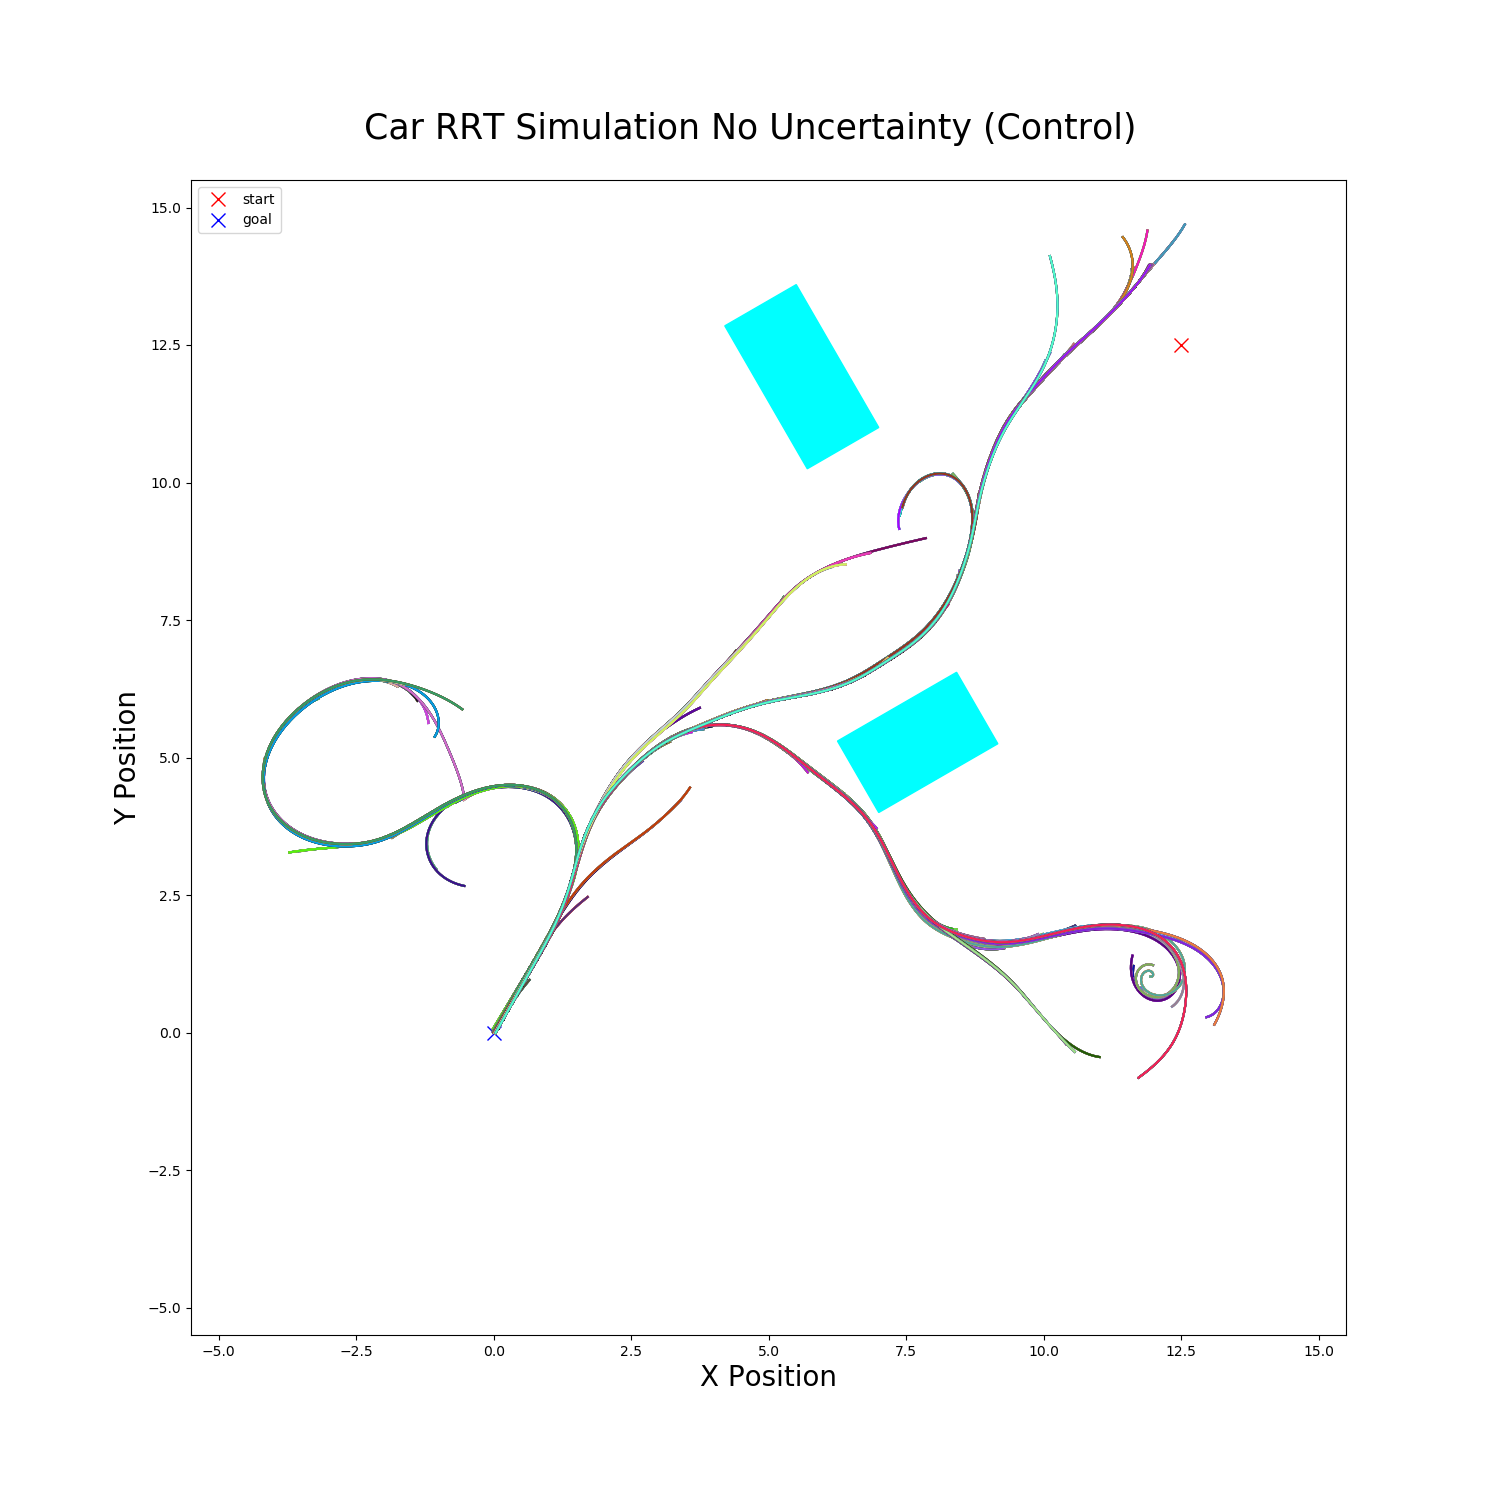 Car RRT Simulation No Uncertainty (Control)
start
goal
15.0
12.5
10.0
7.5
5.0
2.5
0.0
−2.5
−5.0
Y Position
−5.0 −2.5 0.0 2.5 5.0 7.5 10.0 12.5 15.0
X Position